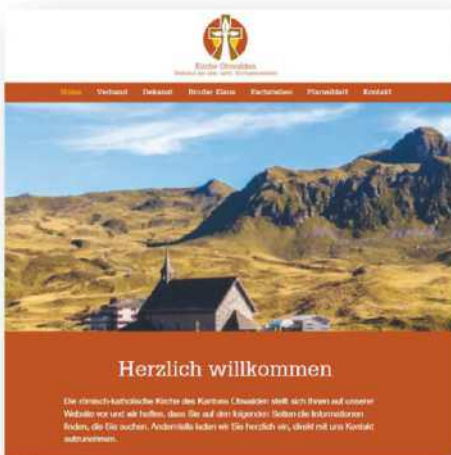 Kirche Obwalden
Home Verband Dekanat Bruder Klaus Fachstellen Pfarreiblatt Kontakt
Herzlich willkommen
Die römisch-katholische Kirche des Kantons Obwalden stellt sich Ihnen auf unserer
Website vor und wir hoffen, dass Sie auf den folgenden Seiten die Informationen
finden, die Sie suchen. Andernfalls laden wir Sie herzlich ein, direkt mit uns Kontakt
aufzunehmen.